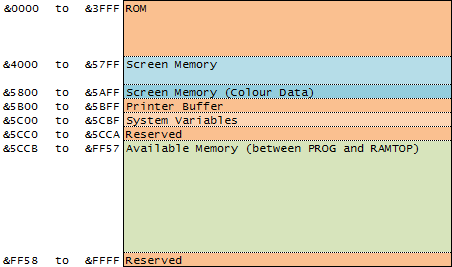 &0000 to &3FFF ROM
&4000 to &57FF Screen Memory
&5800 to &5AFF Screen Memory (Colour Data)
&5B00 to &5BFF Printer Buffer
&5C00 to &5CBF System Variables
&5CC0 to &5CCA Reserved
&5CCB to &FF57 Available Memory (between PROG and RAMTOP)
&FF58 to &FFFF Reserved